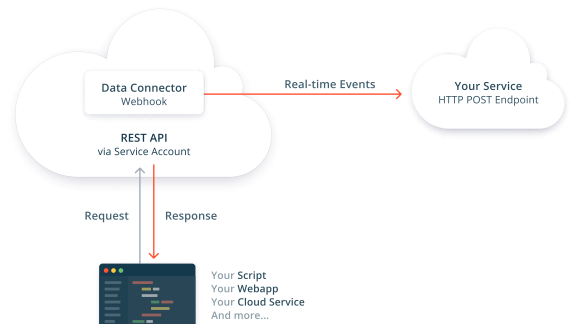 Data Connector
Webhook
Real-time Events
Your Service
HTTP POST Endpoint
REST API
via Service Account
Request
Response
Your Script
Your Webapp
Your Cloud Service
And more...